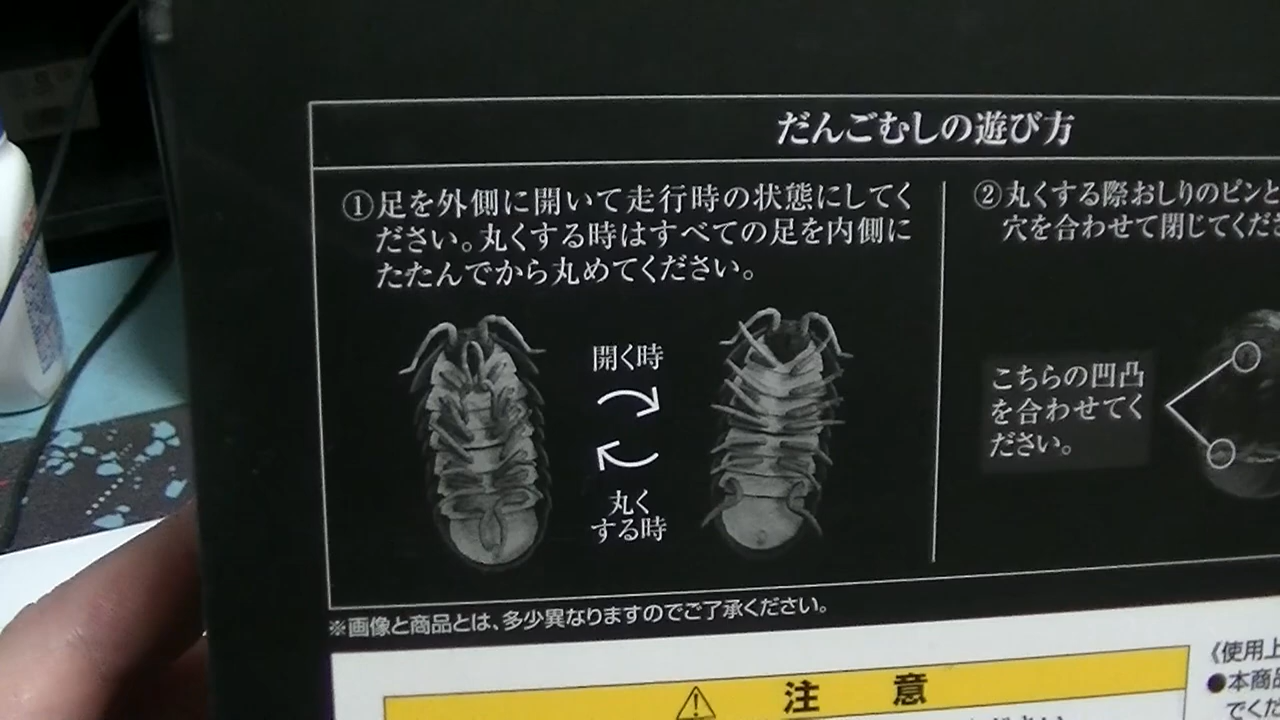 だんごむしの遊び方
①足を外側に開いて走行時の状態にしてく
ださい。丸くする時はすべての足を内側に
たたんでから丸めてください。
開く時
丸く
する時
②丸くする際おしりのピンと
穴を合わせて閉じてくださ
こちらの凹凸
を合わせてく
ださい。
※画像と商品とは、多少異なりますのでご了承ください。
注意
《使用上
●本商品
でくだ